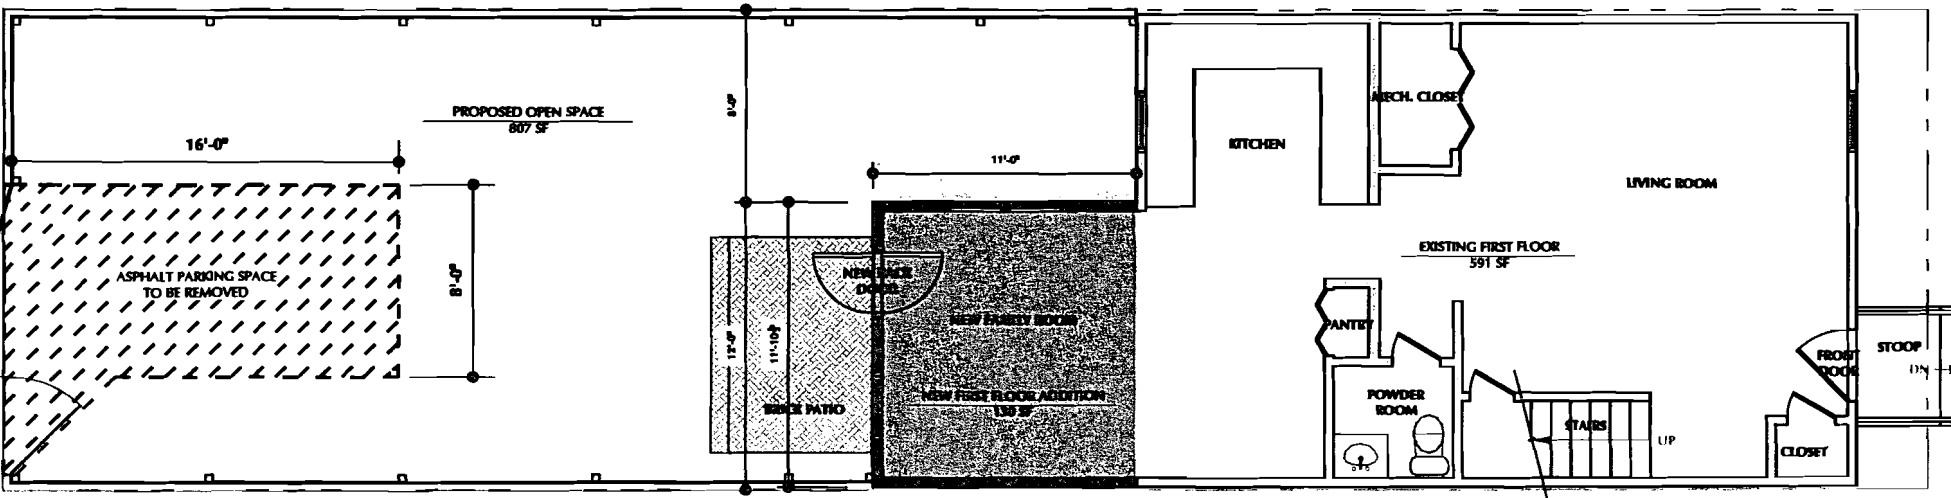 PROPOSED OPEN SPACE
807 SF
16'-0"
8'-0"
11'-0"
MECH. CLOSET
KITCHEN
LIVING ROOM
EXISTING FIRST FLOOR
591 SF
ASPHALT PARKING SPACE
TO BE REMOVED
8'-0"
NEW BACK
DOOR
NEW FAMILY ROOM
12'-0"
11'-10"
PANTRY
FRONT
DOOR
STOOP
DN
NEW FIRST FLOOR ADDITION
130 SF
BRICK PATIO
POWDER
ROOM
STAIRS
UP
CLOSET